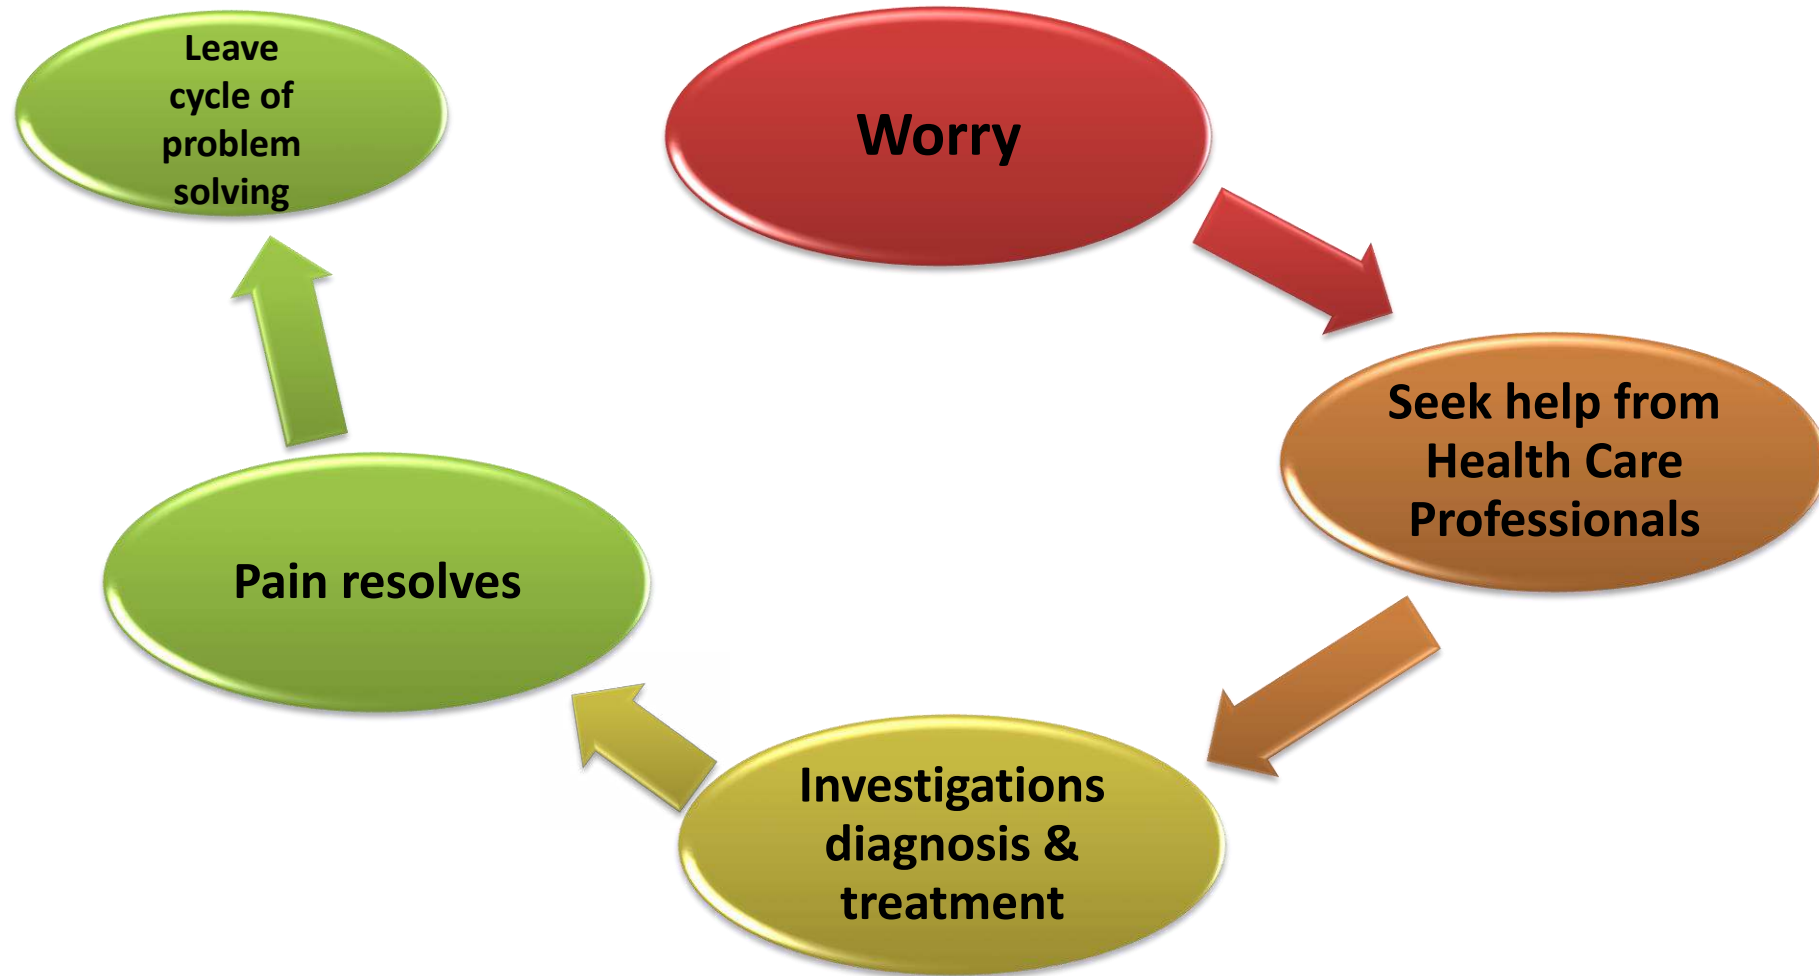 Leave
cycle of
problem
solving
Worry
Seek help from
Health Care
Professionals
Pain resolves
Investigations
diagnosis &
treatment